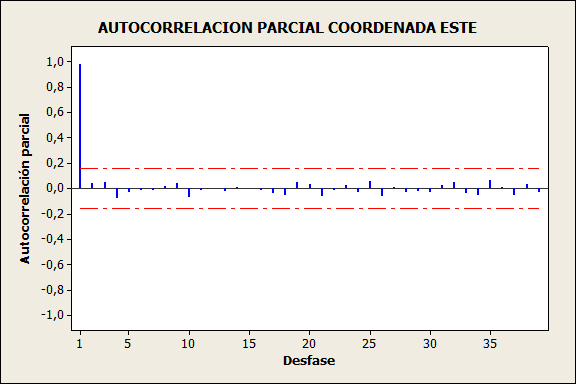 AUTOCORRELACION PARCIAL COORDENADA ESTE
Autocorrelación parcial
1,0
0,8
0,6
0,4
0,2
0,0
-0,2
-0,4
-0,6
-0,8
-1,0
1 5 10 15 20 25 30 35
Desfase